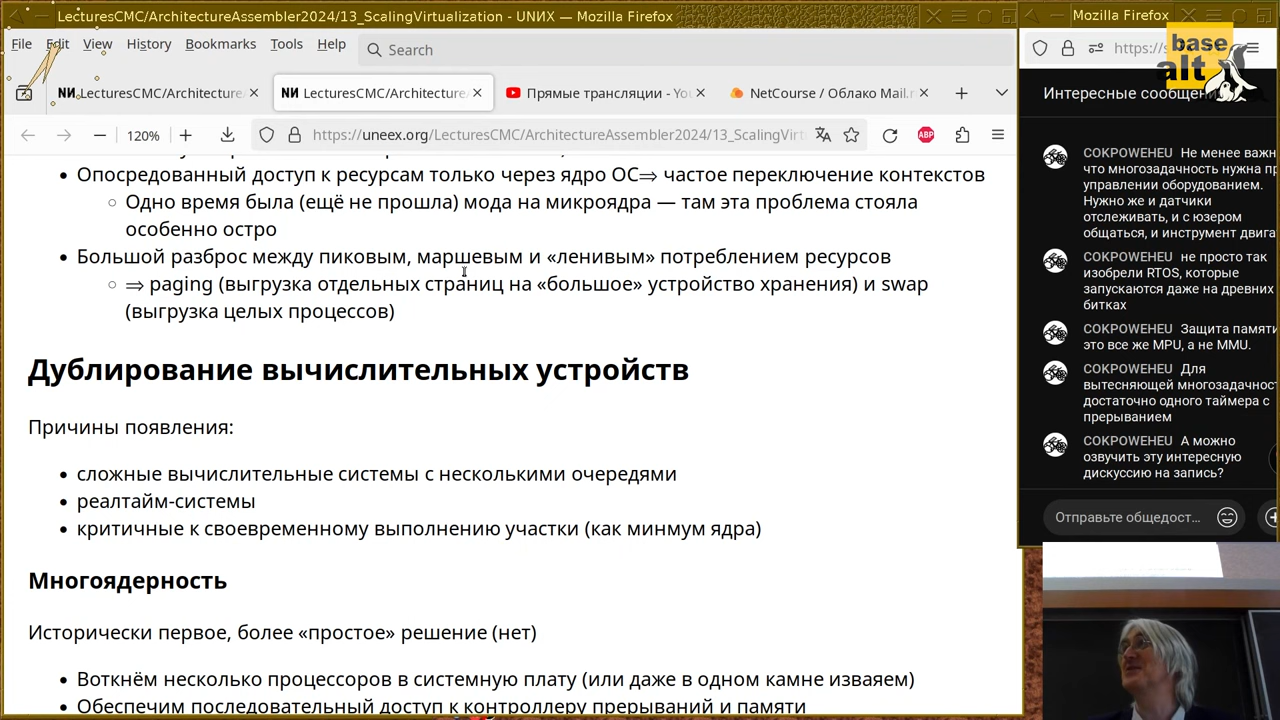 LecturesCMC/ArchitectureAssembler2024/13_ScalingVirtualization - UNИX — Mozilla Firefox
File Edit View History Bookmarks Tools Help
Search
LecturesCMC/Architecture
LecturesCMC/Architecture
Прямые трансляции - You
NetCourse / Облако Mail.r
120%
https://uneex.org/LecturesCMC/ArchitectureAssembler2024/13_ScalingVirt
ABP
Опосредованный доступ к ресурсам только через ядро ОС⇒ частое переключение контекстов
Одно время была (ещё не прошла) мода на микроядра — там эта проблема стояла
особенно остро
Большой разброс между пиковым, маршевым и «ленивым» потреблением ресурсов
⇒ paging (выгрузка отдельных страниц на «большое» устройство хранения) и swap
(выгрузка целых процессов)
Дублирование вычислительных устройств
Причины появления:
сложные вычислительные системы с несколькими очередями
реалтайм-системы
критичные к своевременному выполнению участки (как минмум ядра)
Многоядерность
Исторически первое, более «простое» решение (нет)
Воткнём несколько процессоров в системную плату (или даже в одном камне изваяем)
Обеспечим последовательный доступ к контроллеру прерываний и памяти
Mozilla Firefox
base
alt
https://s
Интересные сообщени
COKPOWEHEU Не менее важн
что многозадачность нужна пр
управлении оборудованием.
Нужно же и датчики
отслеживать, и с юзером
общаться, и инструмент двига
COKPOWEHEU не просто так
изобрели RTOS, которые
запускаются даже на древних
битках
COKPOWEHEU Защита памяти
это все же MPU, а не MMU.
COKPOWEHEU Для
вытесняющей многозадачнос
достаточно одного таймера с
прерыванием
COKPOWEHEU А можно
озвучить эту интересную
дискуссию на запись?
Отправьте общедост...